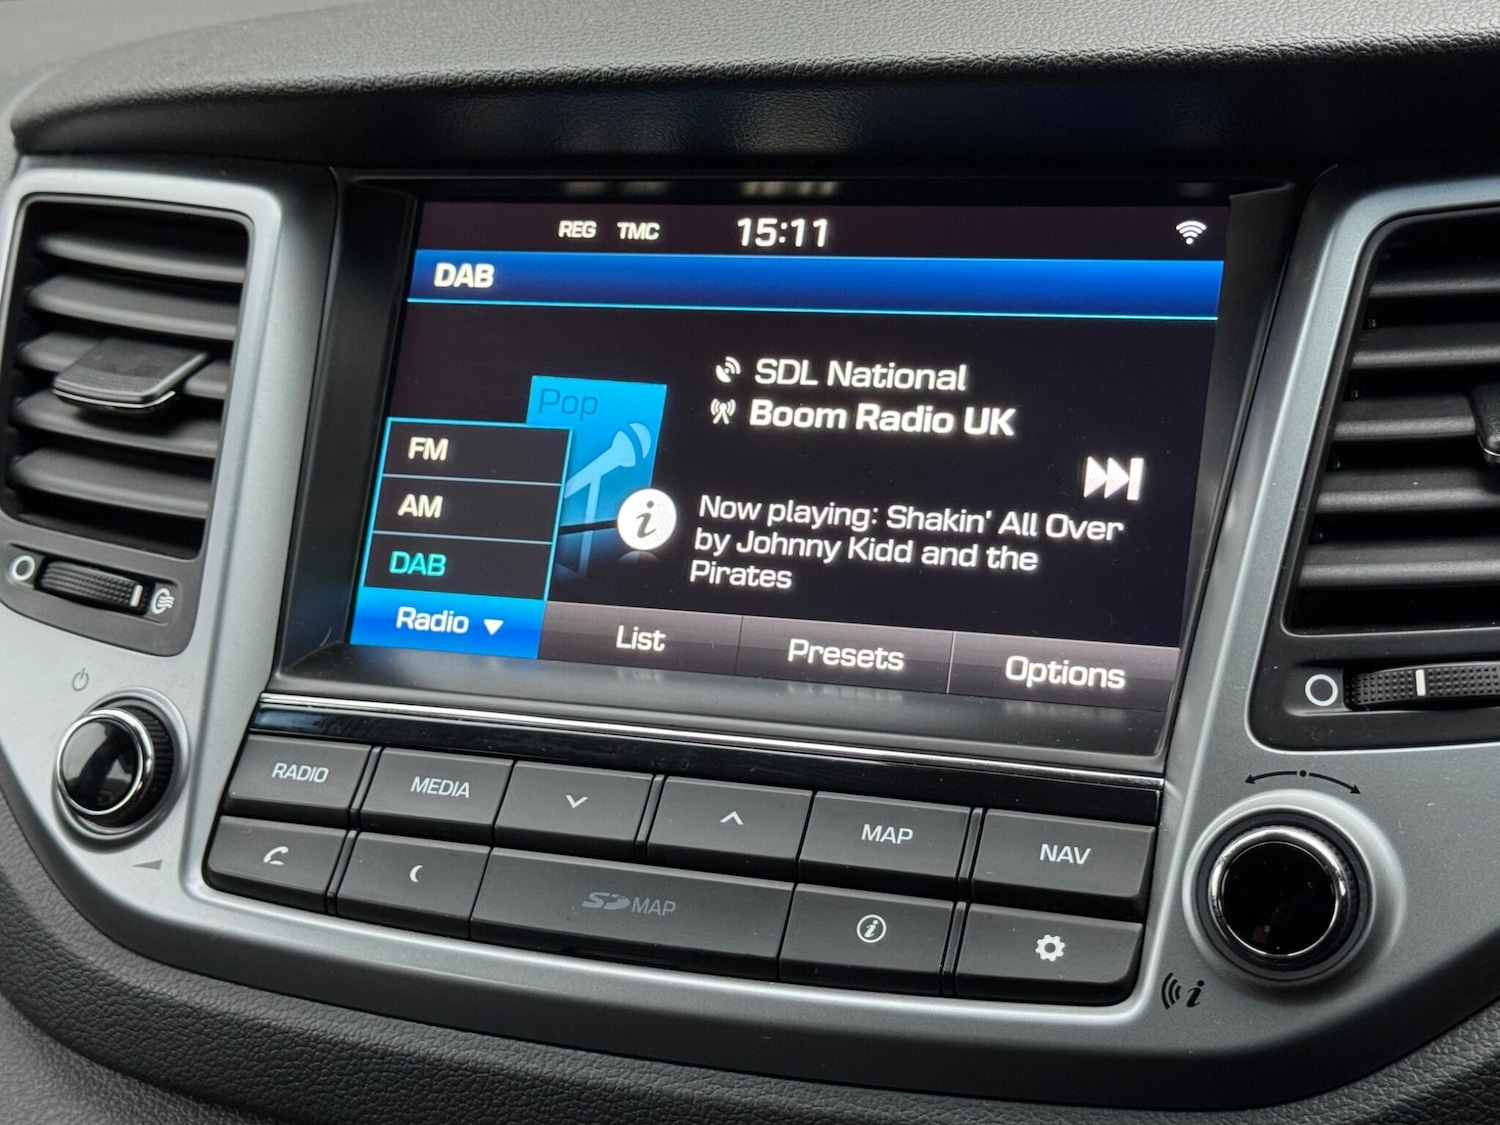 REG TMC 15:11
DAB
SDL National
Boom Radio UK
Pop
Now playing: Shakin' All Over
by Johnny Kidd and the
Pirates
FM
AM
DAB
Radio List Presets Options
RADIO MEDIA MAP NAV
SD MAP